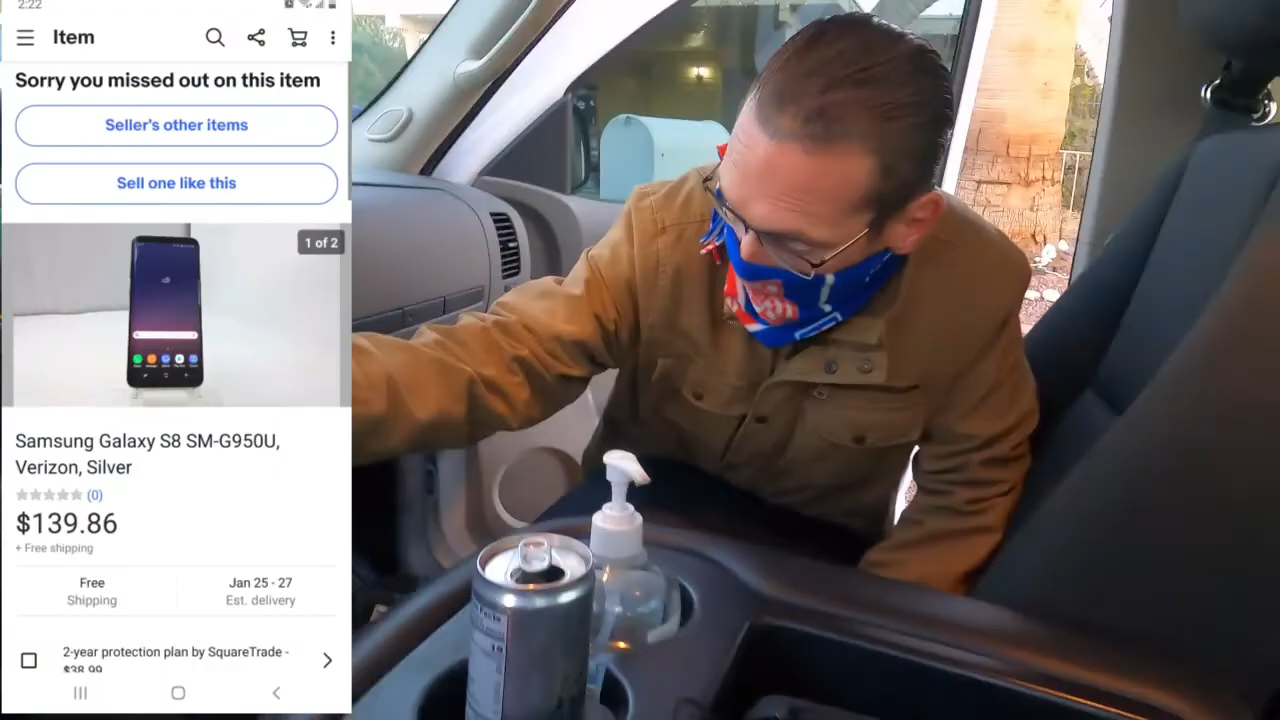 2:22
Item
Sorry you missed out on this item
Seller's other items
Sell one like this
1 of 2
Samsung Galaxy S8 SM-G950U,
Verizon, Silver
(0)
$139.86
+ Free shipping
Free
Shipping
Jan 25 - 27
Est. delivery
2-year protection plan by SquareTrade -
$38.99